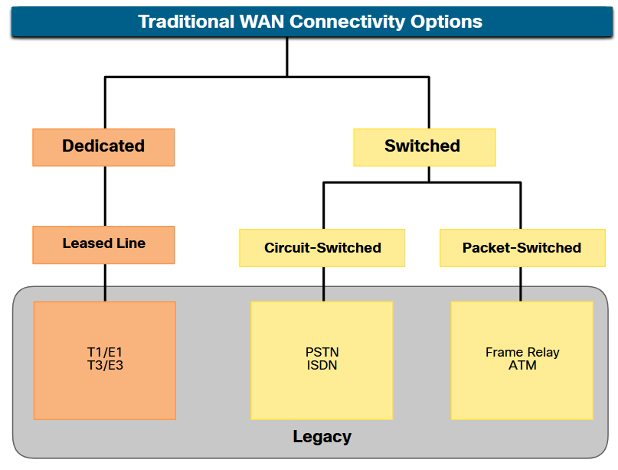 Traditional WAN Connectivity Options
Dedicated
Switched
Leased Line
Circuit-Switched
Packet-Switched
T1/E1
T3/E3
PSTN
ISDN
Frame Relay
ATM
Legacy